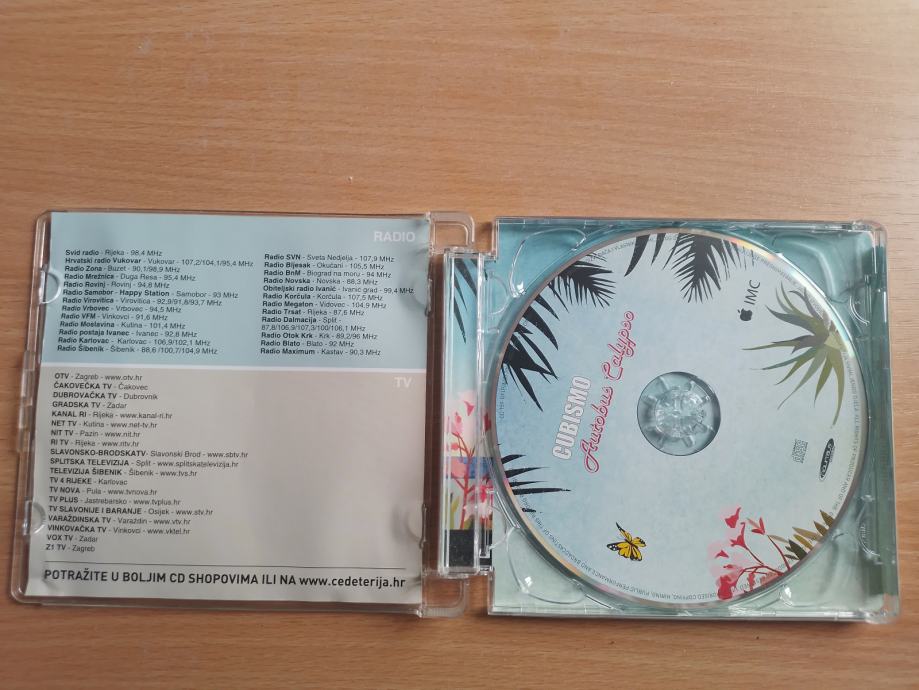 RADIO
Svid radio - Rijeka - 98,4 MHz
Hrvatski radio Vukovar - Vukovar - 107,2/104,1/95,4 MHz
Radio Zona - Buzet - 90,1/98,9 MHz
Radio Mrežnica - Duga Resa - 95,4 MHz
Radio Rovinj - Rovinj - 94,8 MHz
Radio Samobor - Happy Station - Samobor - 93 MHz
Radio Virovitica - Virovitica - 92,9/91,8/93,7 MHz
Radio Vrbovec - Vrbovec - 94,5 MHz
Radio VFM - Vinkovci - 91,6 MHz
Radio Moslavina - Kutina - 101,4 MHz
Radio postaja Ivanec - Ivanec - 92,8 MHz
Radio Karlovac - Karlovac - 106,9/102,1 MHz
Radio Šibenik - Šibenik - 88,6 /100,7/104,9 MHz
Radio SVN - Sveta Nedjelja - 107,9 MHz
Radio Bljesak - Okučani - 105,5 MHz
Radio BnM - Biograd na moru - 94 MHz
Radio Novska - Novska - 88,3 MHz
Obiteljski radio Ivanić - Ivanić grad - 99,4 MHz
Radio Korčula - Korčula - 107,5 MHz
Radio Megaton - Vidovec - 104,9 MHz
Radio Trsat - Rijeka - 87,6 MHz
Radio Dalmacija - Split -
87,8/106,9/107,3/100/106,1 MHz
Radio Otok Krk - Krk - 89,2/96 MHz
Radio Blato - Blato - 92 MHz
Radio Maximum - Kastav - 90,3 MHz
TV
OTV - Zagreb - www.otv.hr
ČAKOVEČKA TV - Čakovec
DUBROVAČKA TV - Dubrovnik
GRADSKA TV - Zadar
KANAL RI - Rijeka - www.kanal-ri.hr
NET TV - Kutina - www.net-tv.hr
NIT TV - Pazin - www.nit.hr
RI TV - Rijeka - www.ritv.hr
SLAVONSKO-BRODSKATV- Slavonski Brod - www.sbtv.hr
SPLITSKA TELEVIZIJA - Split - www.splitskatelevizija.hr
TELEVIZIJA ŠIBENIK - Šibenik - www.tvs.hr
TV 4 RIJEKE - Karlovac
TV NOVA - Pula - www.tvnova.hr
TV PLUS - Jastrebarsko - www.tvplus.hr
TV SLAVONIJE I BARANJE - Osijek - www.stv.hr
VARAŽDINSKA TV - Varaždin - www.vtv.hr
VINKOVAČKA TV - Vinkovci - www.vktel.hr
VOX TV - Zadar
Z1 TV - Zagreb
POTRAŽITE U BOLJIM CD SHOPOVIMA ILI NA www.cedeterija.hr
CUBISMO
Autobus Calypso
IMC